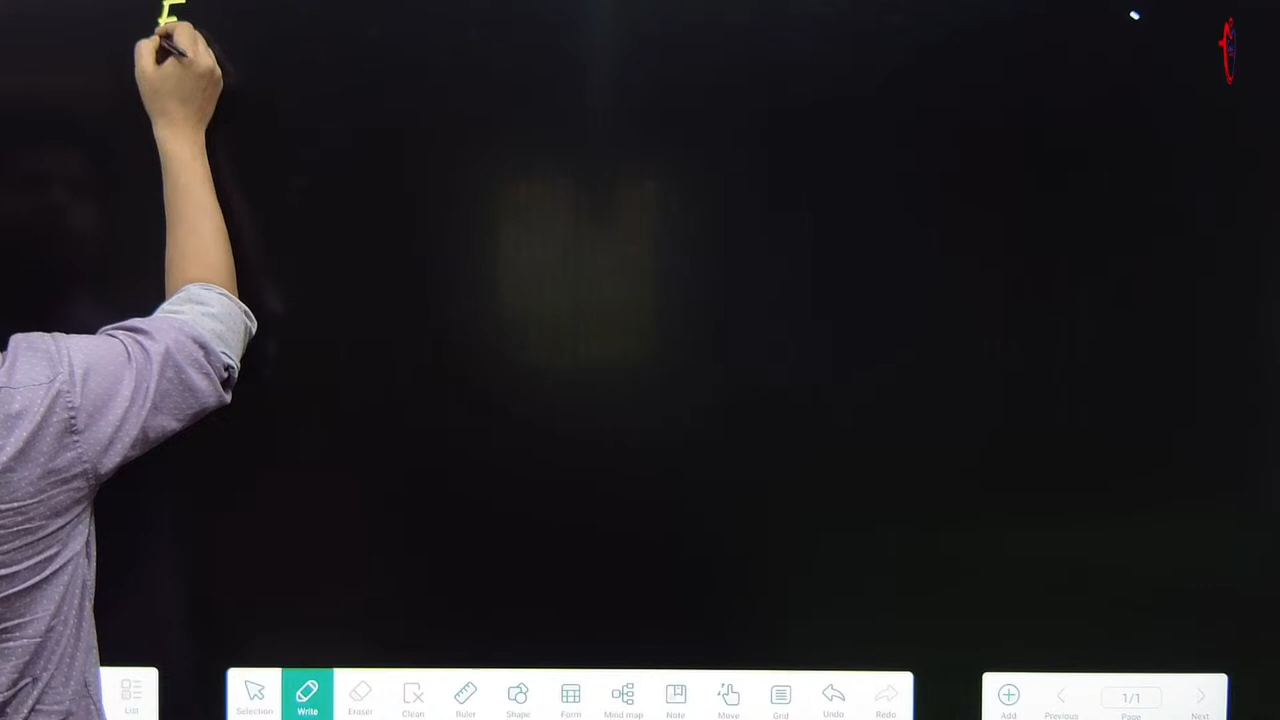 List
Selection Write Eraser Clean Ruler Shape Form Mind map Note Move Grid Undo Redo
Add Previous 1/1 Page Next